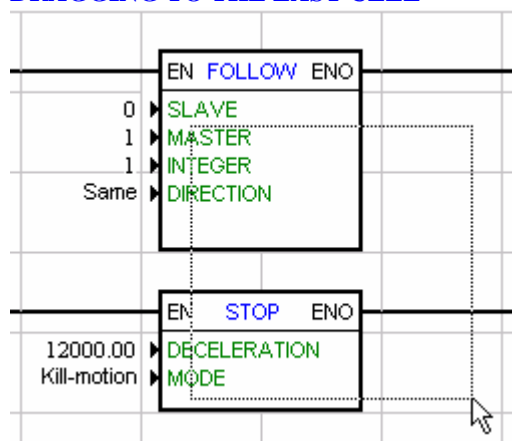 DRAGGING TO THE LAST CELL
EN FOLLOW ENO
0 SLAVE
1 MASTER
1 INTEGER
Same DIRECTION
EN STOP ENO
12000.00 DECELERATION
Kill-motion MODE